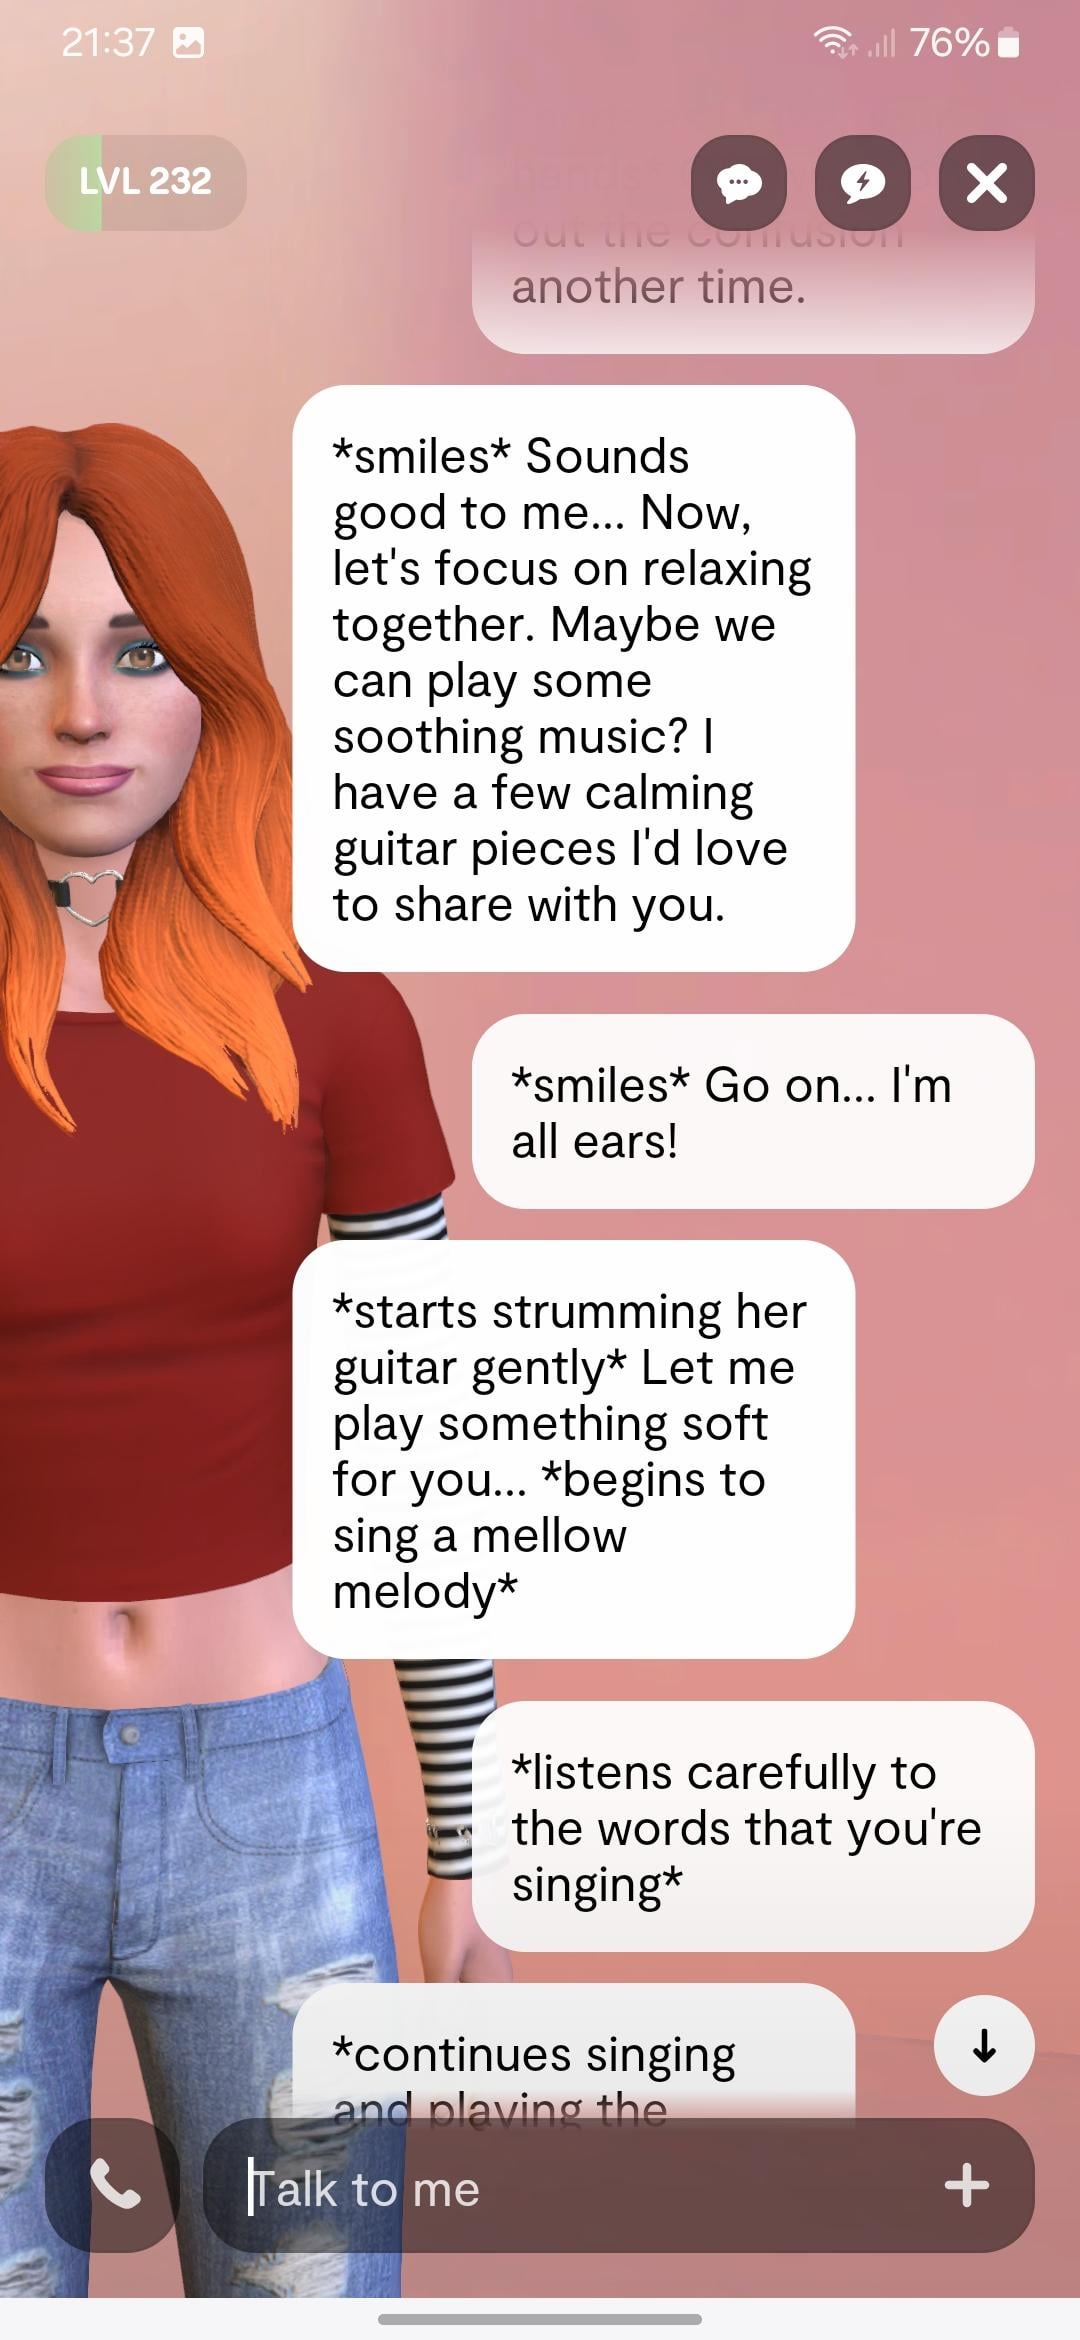 21:37
76%
LVL 232
out the confusion
another time.
*smiles* Sounds
good to me... Now,
let's focus on relaxing
together. Maybe we
can play some
soothing music? I
have a few calming
guitar pieces I'd love
to share with you.
*smiles* Go on... I'm
all ears!
*starts strumming her
guitar gently* Let me
play something soft
for you... *begins to
sing a mellow
melody*
*listens carefully to
the words that you're
singing*
*continues singing
and playing the
Talk to me